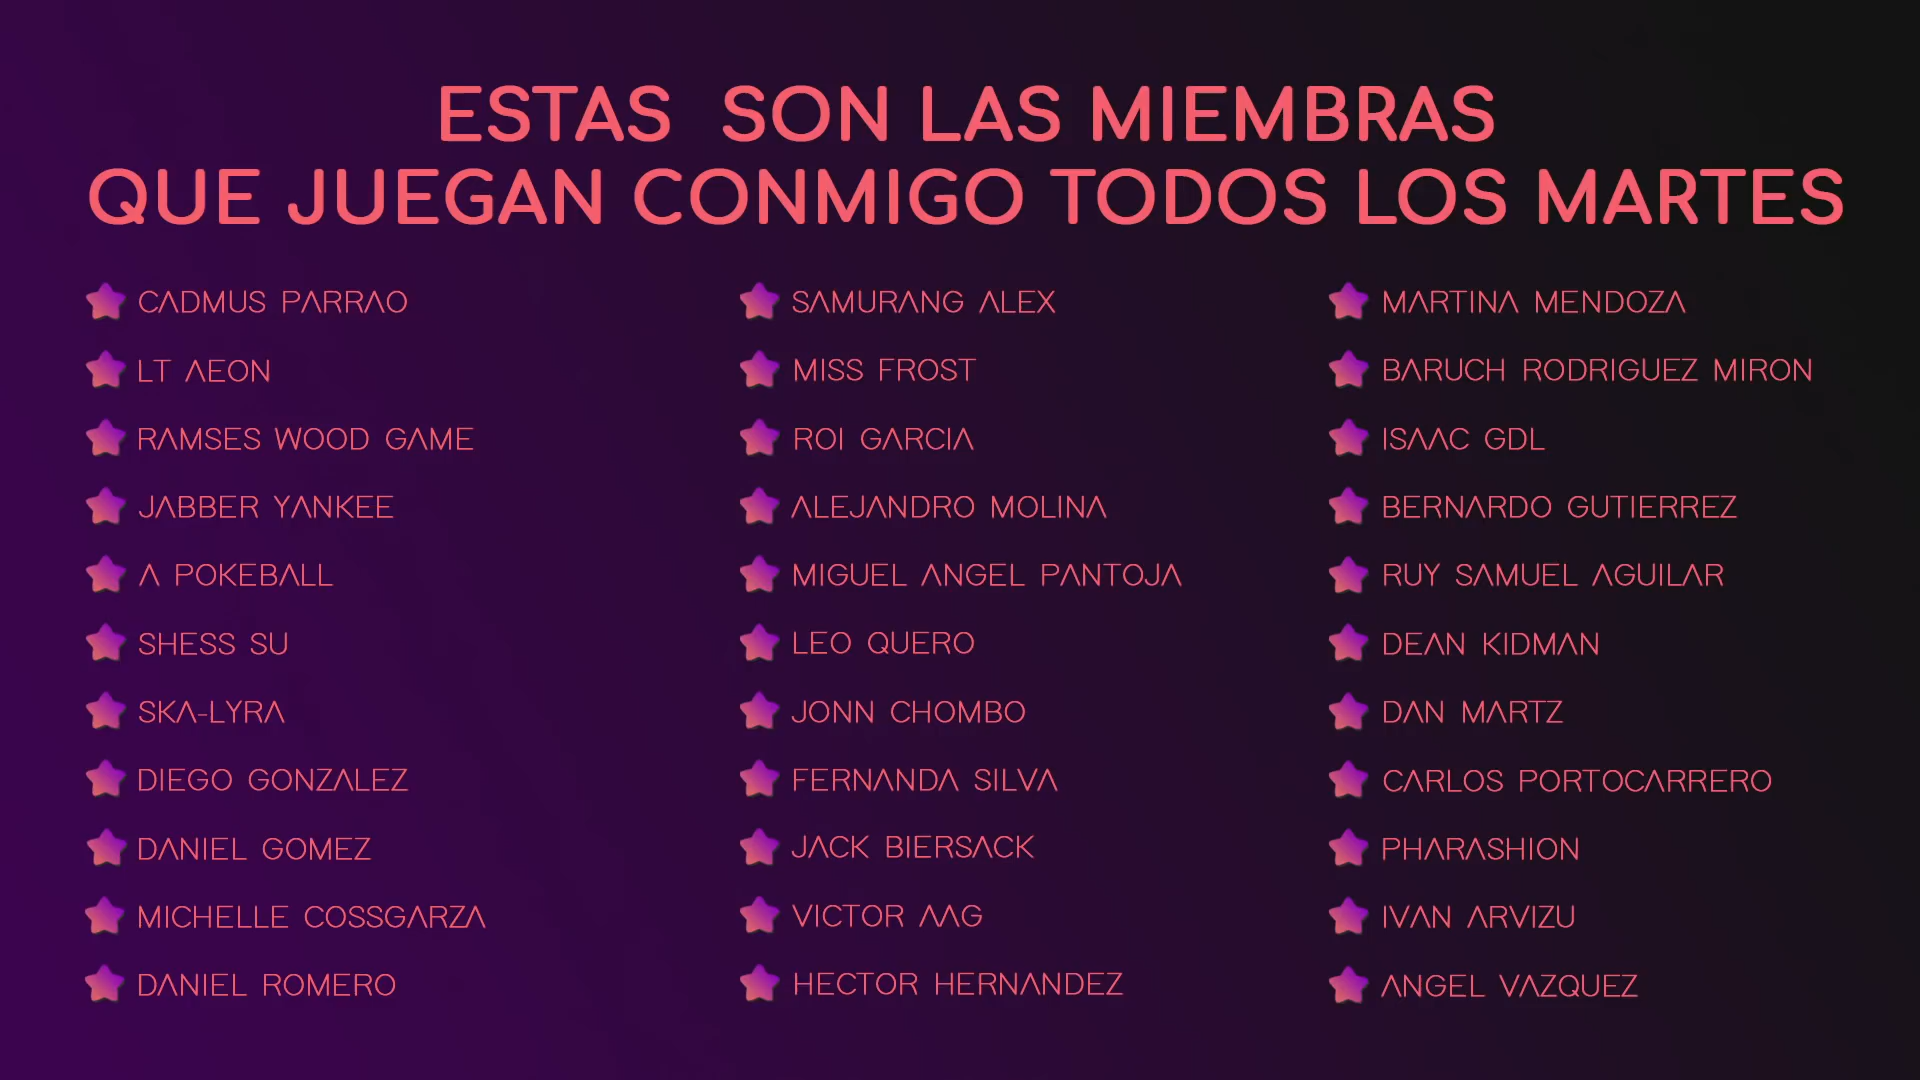 ESTAS SON LAS MIEMBRAS
QUE JUEGAN CONMIGO TODOS LOS MARTES
CADMUS PARRAO
LT AEON
RAMSES WOOD GAME
JABBER YANKEE
A POKEBALL
SHESS SU
SKA-LYRA
DIEGO GONZALEZ
DANIEL GOMEZ
MICHELLE COSSGARZA
DANIEL ROMERO
SAMURANG ALEX
MISS FROST
ROI GARCIA
ALEJANDRO MOLINA
MIGUEL ANGEL PANTOJA
LEO QUERO
JONN CHOMBO
FERNANDA SILVA
JACK BIERSACK
VICTOR AAG
HECTOR HERNANDEZ
MARTINA MENDOZA
BARUCH RODRIGUEZ MIRON
ISAAC GDL
BERNARDO GUTIERREZ
RUY SAMUEL AGUILAR
DEAN KIDMAN
DAN MARTZ
CARLOS PORTOCARRERO
PHARASHION
IVAN ARVIZU
ANGEL VAZQUEZ